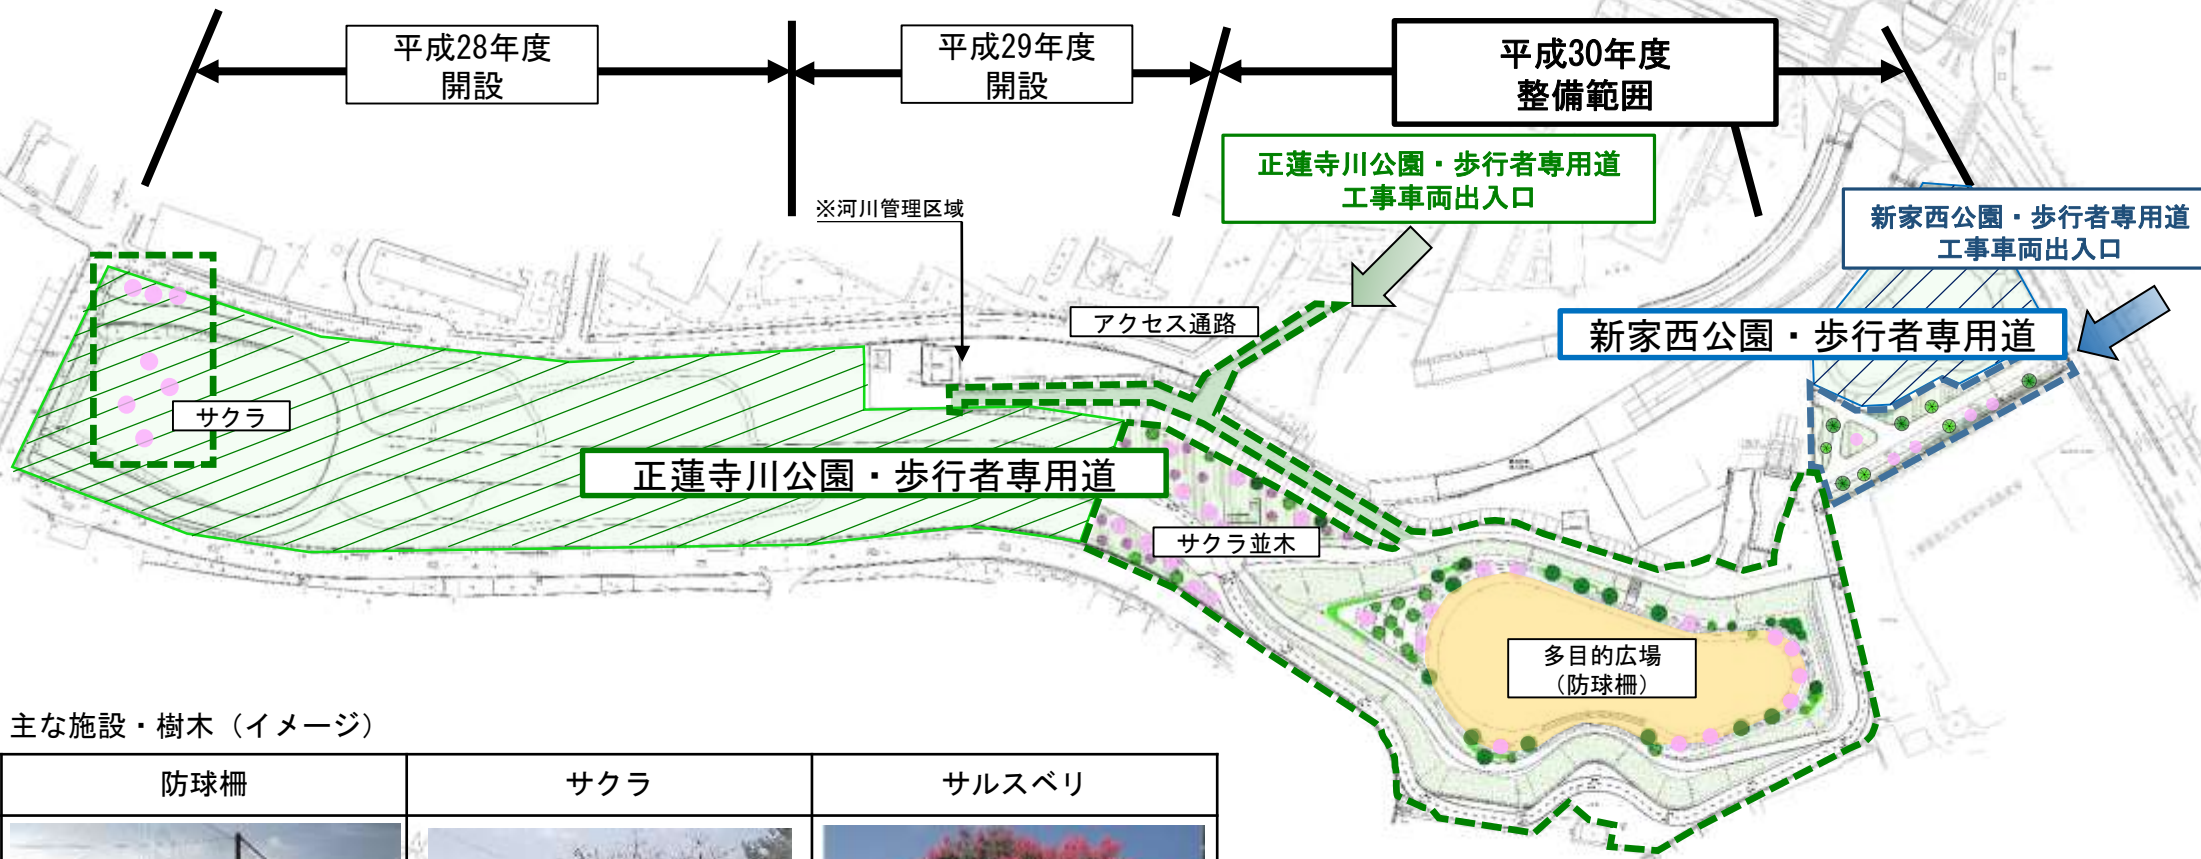 平成28年度
開設
平成29年度
開設
平成30年度
整備範囲
正蓮寺川公園・歩行者専用道
工事車両出入口
新家西公園・歩行者専用道
工事車両出入口
※河川管理区域
アクセス通路
新家西公園・歩行者専用道
サクラ
正蓮寺川公園・歩行者専用道
サクラ並木
多目的広場
（防球柵）
主な施設・樹木（イメージ）
防球柵
サクラ
サルスベリ